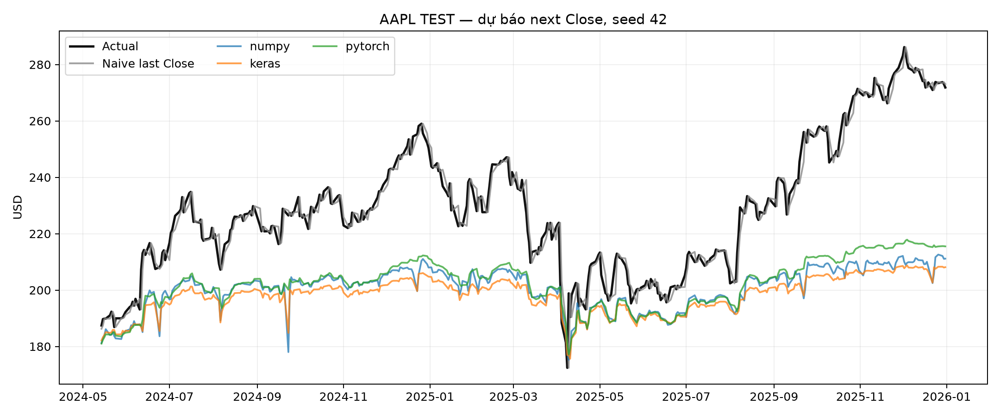 AAPL TEST — dự báo next Close, seed 42
Actual
Naive last Close
numpy
keras
pytorch
USD
280
260
240
220
200
180
2024-05
2024-07
2024-09
2024-11
2025-01
2025-03
2025-05
2025-07
2025-09
2025-11
2026-01